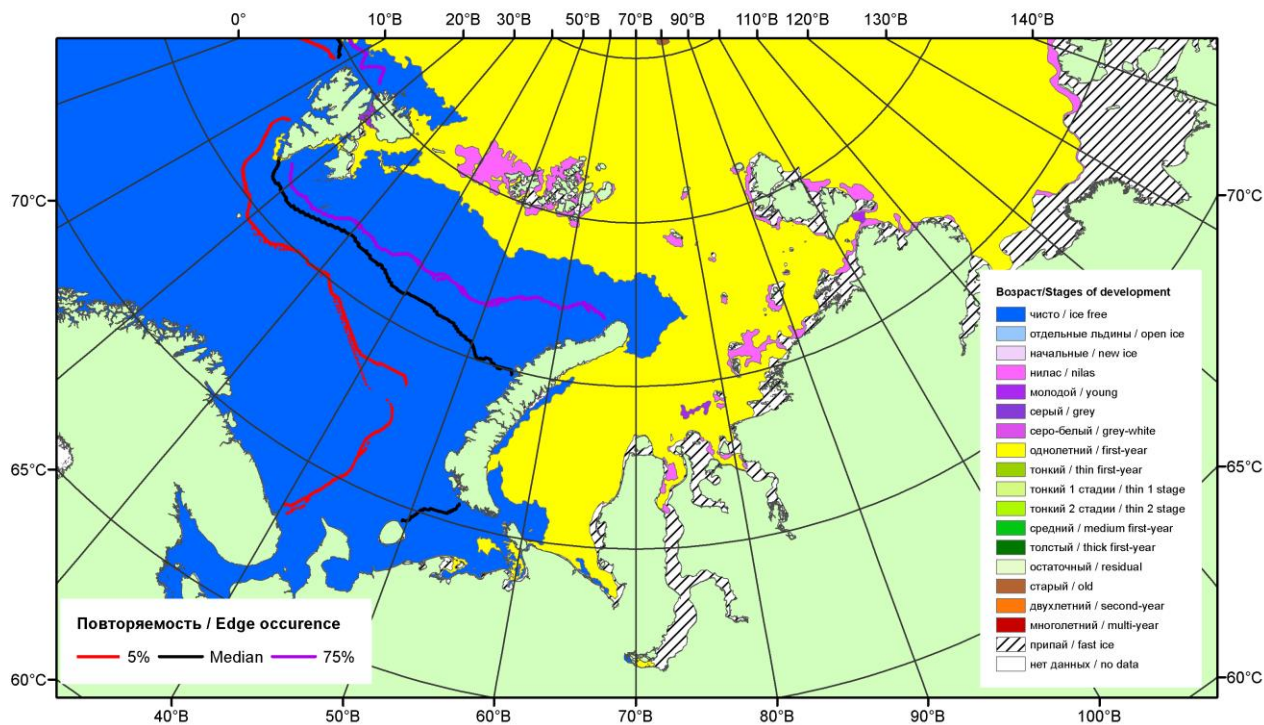 0° 10°В 20°В 30°В 50°В 70°В 90°В 110°В 120°В 130°В 140°В
70°С 70°С
65°С 65°С
60°С 60°С
Возраст/Stages of development
чисто / ice free
отдельные льдины / open ice
начальные / new ice
нилас / nilas
молодой / young
серый / grey
серо-белый / grey-white
однолетний / first-year
тонкий / thin first-year
тонкий 1 стадии / thin 1 stage
тонкий 2 стадии / thin 2 stage
средний / medium first-year
толстый / thick first-year
остаточный / residual
старый / old
двухлетний / second-year
многолетний / multi-year
припай / fast ice
нет данных / no data
Повторяемость / Edge occurence
5% Median 75%
40°В 50°В 60°В 70°В 80°В 90°В 100°В